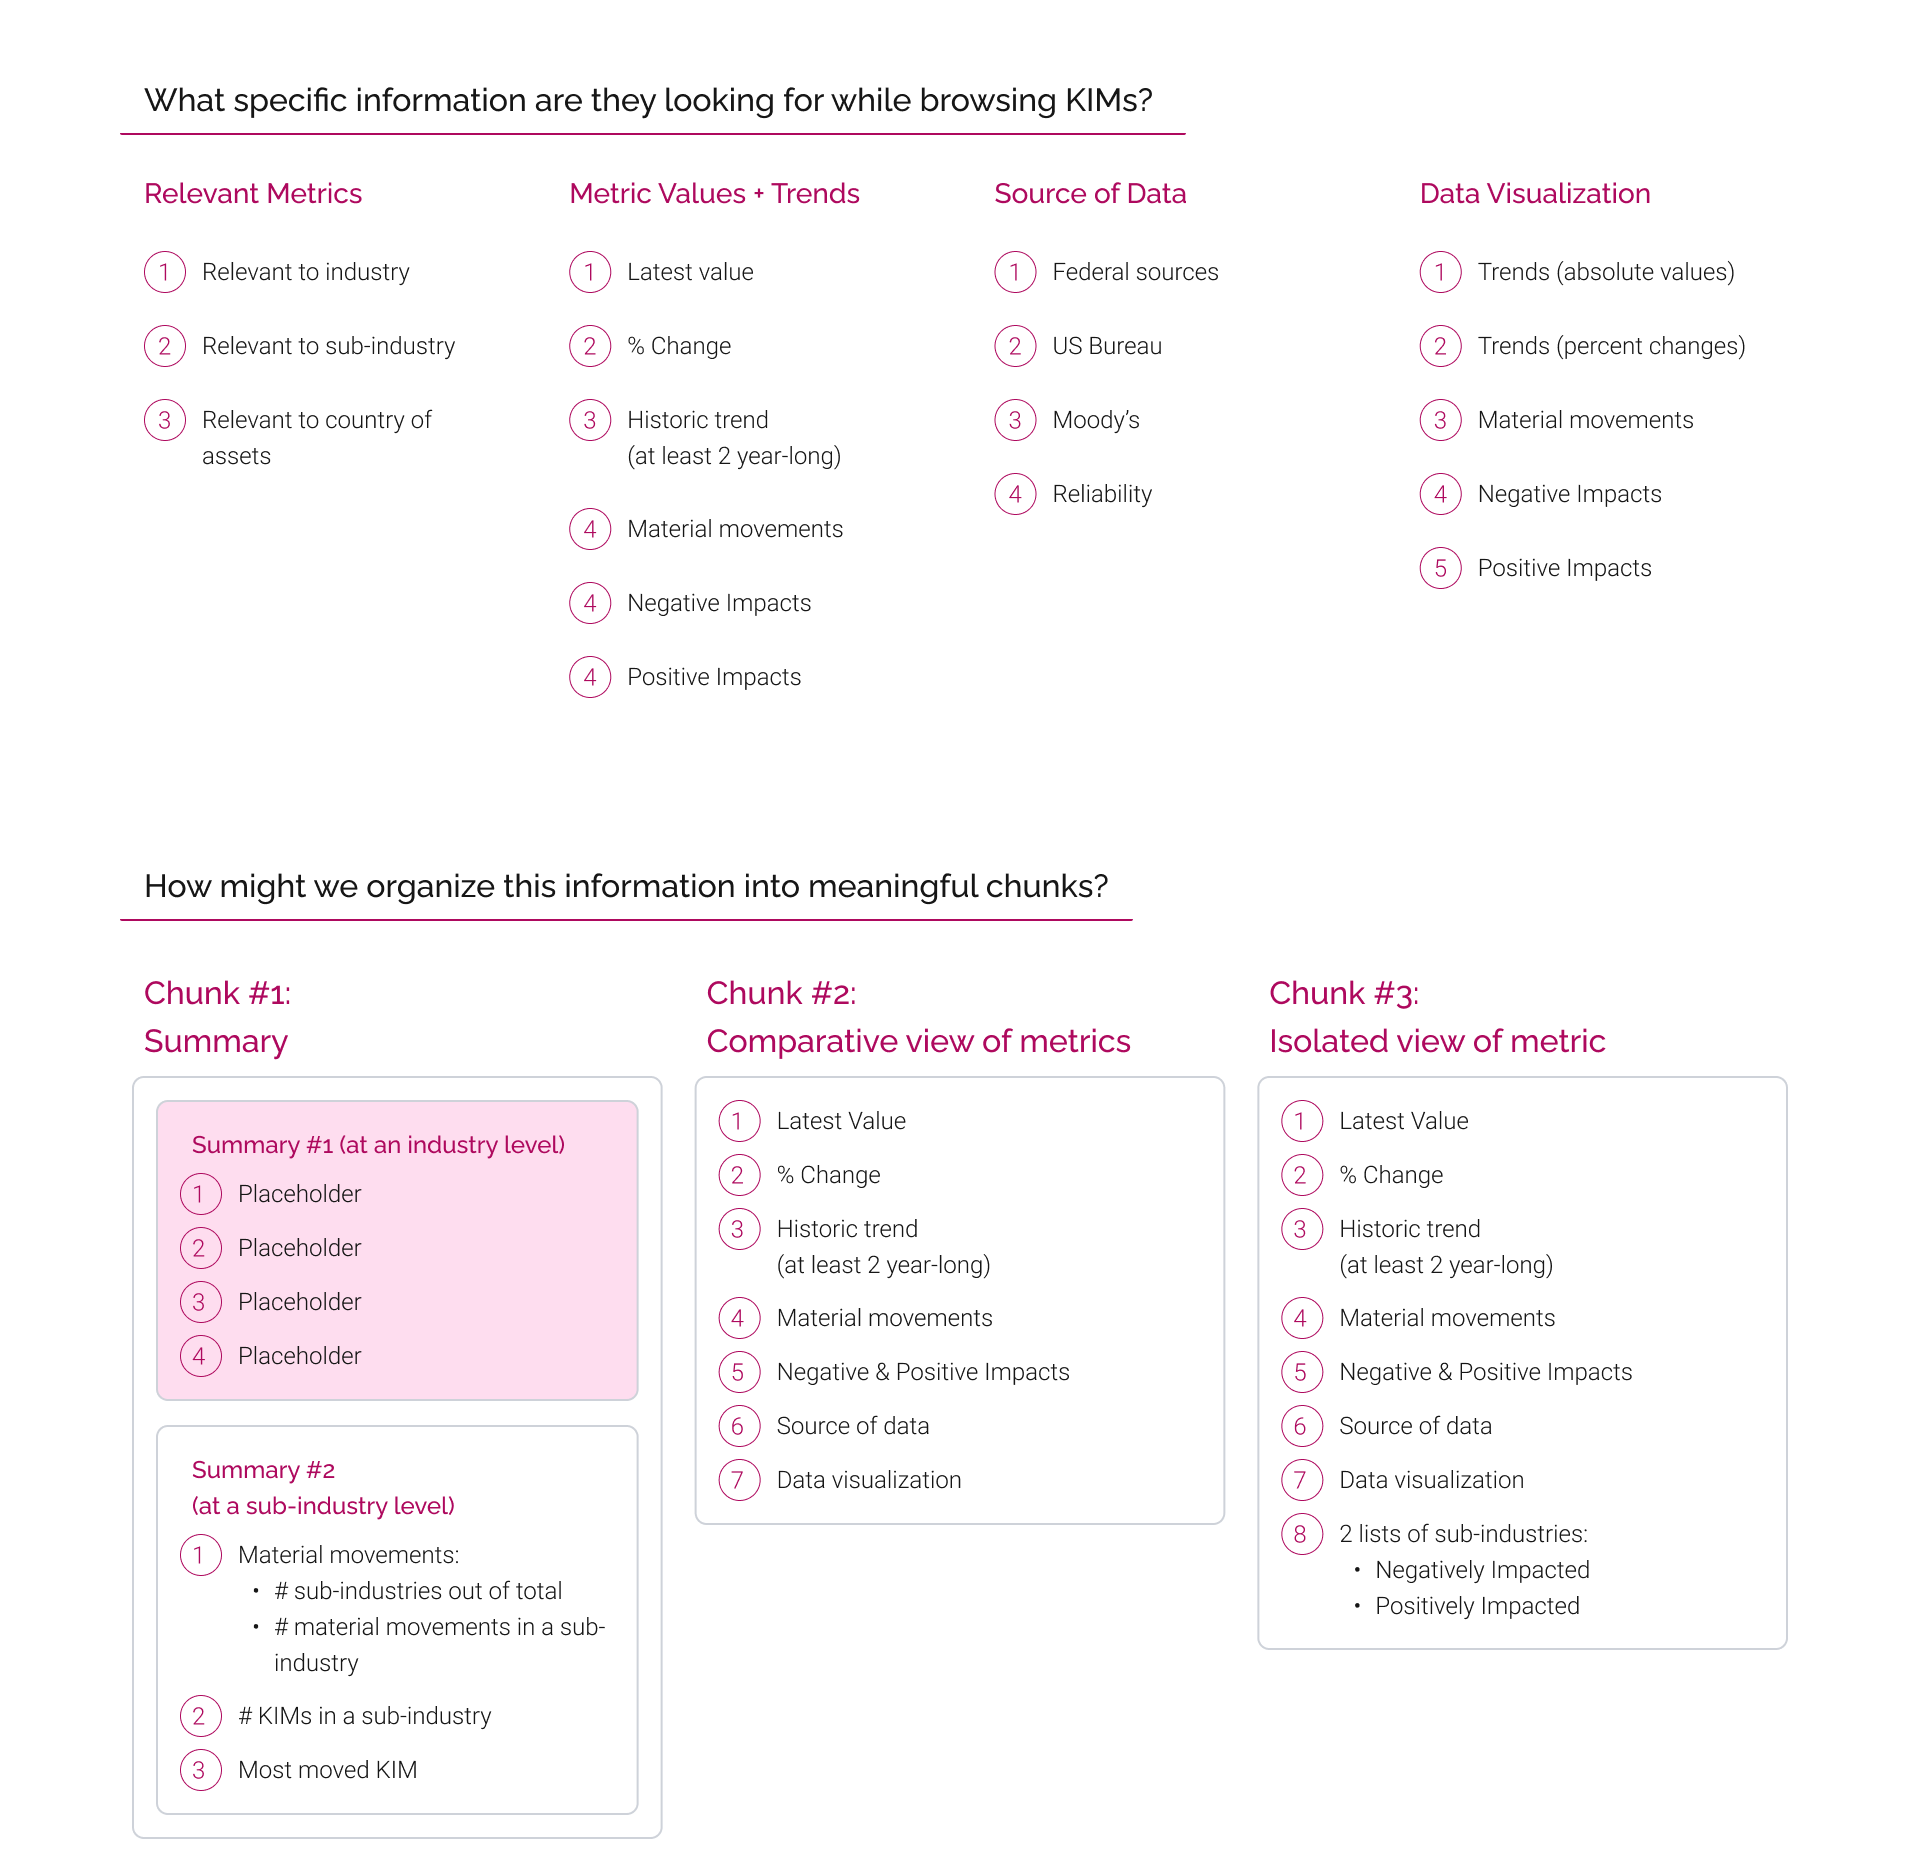 What specific information are they looking for while browsing KIMs?
Relevant Metrics
1 Relevant to industry
2 Relevant to sub-industry
3 Relevant to country of
assets
Metric Values + Trends
1 Latest value
2 % Change
3 Historic trend
(at least 2 year-long)
4 Material movements
4 Negative Impacts
4 Positive Impacts
Source of Data
1 Federal sources
2 US Bureau
3 Moody’s
4 Reliability
Data Visualization
1 Trends (absolute values)
2 Trends (percent changes)
3 Material movements
4 Negative Impacts
5 Positive Impacts
How might we organize this information into meaningful chunks?
Chunk #1:
Summary
Summary #1 (at an industry level)
1 Placeholder
2 Placeholder
3 Placeholder
4 Placeholder
Summary #2
(at a sub-industry level)
1 Material movements:
• # sub-industries out of total
• # material movements in a sub-
industry
2 # KIMs in a sub-industry
3 Most moved KIM
Chunk #2:
Comparative view of metrics
1 Latest Value
2 % Change
3 Historic trend
(at least 2 year-long)
4 Material movements
5 Negative & Positive Impacts
6 Source of data
7 Data visualization
Chunk #3:
Isolated view of metric
1 Latest Value
2 % Change
3 Historic trend
(at least 2 year-long)
4 Material movements
5 Negative & Positive Impacts
6 Source of data
7 Data visualization
8 2 lists of sub-industries:
• Negatively Impacted
• Positively Impacted